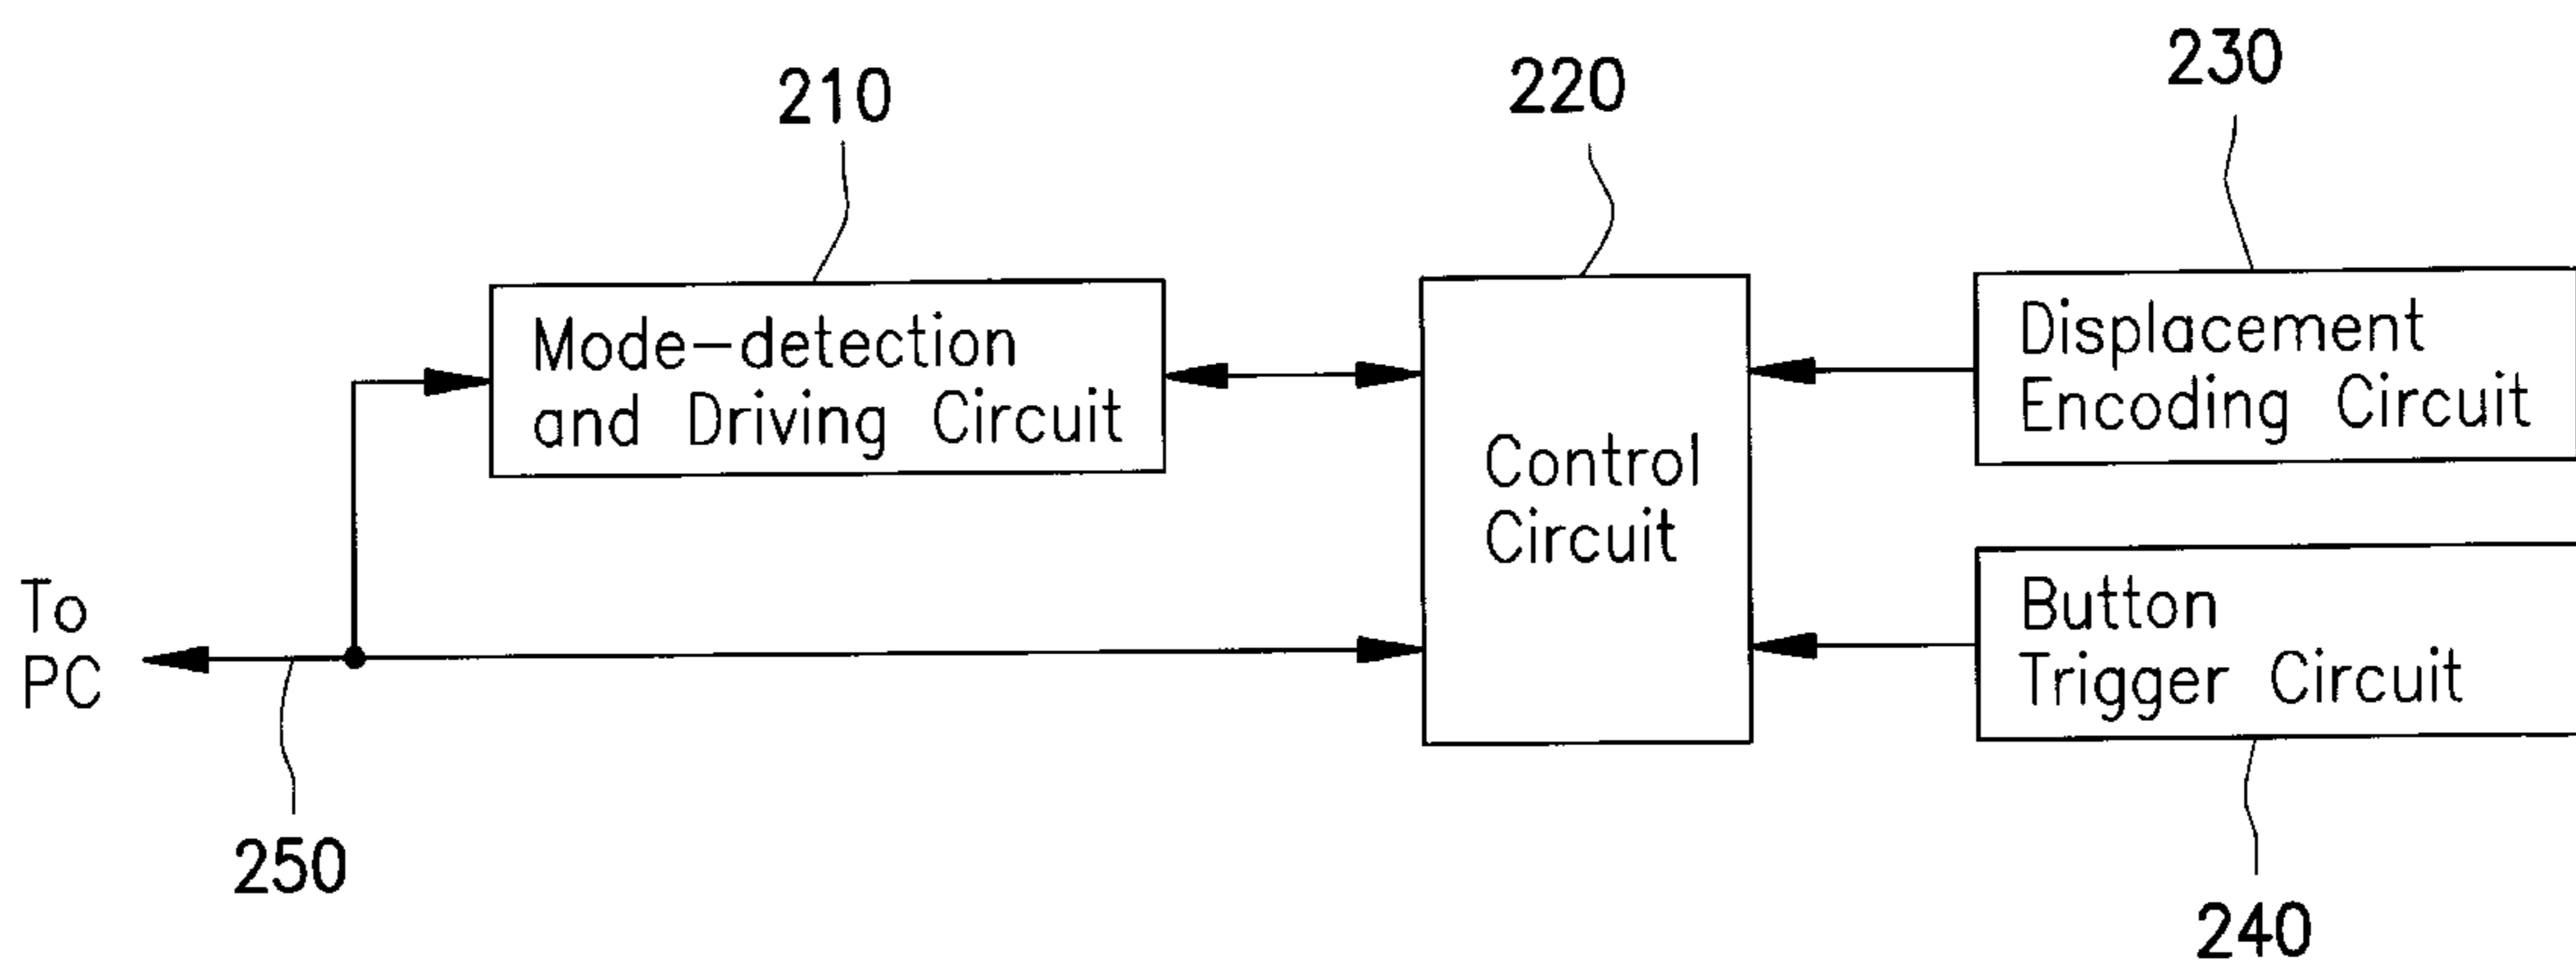 210
220
230
Mode-detection
and Driving Circuit
Control
Circuit
Displacement
Encoding Circuit
Button
Trigger Circuit
To
PC
250
240